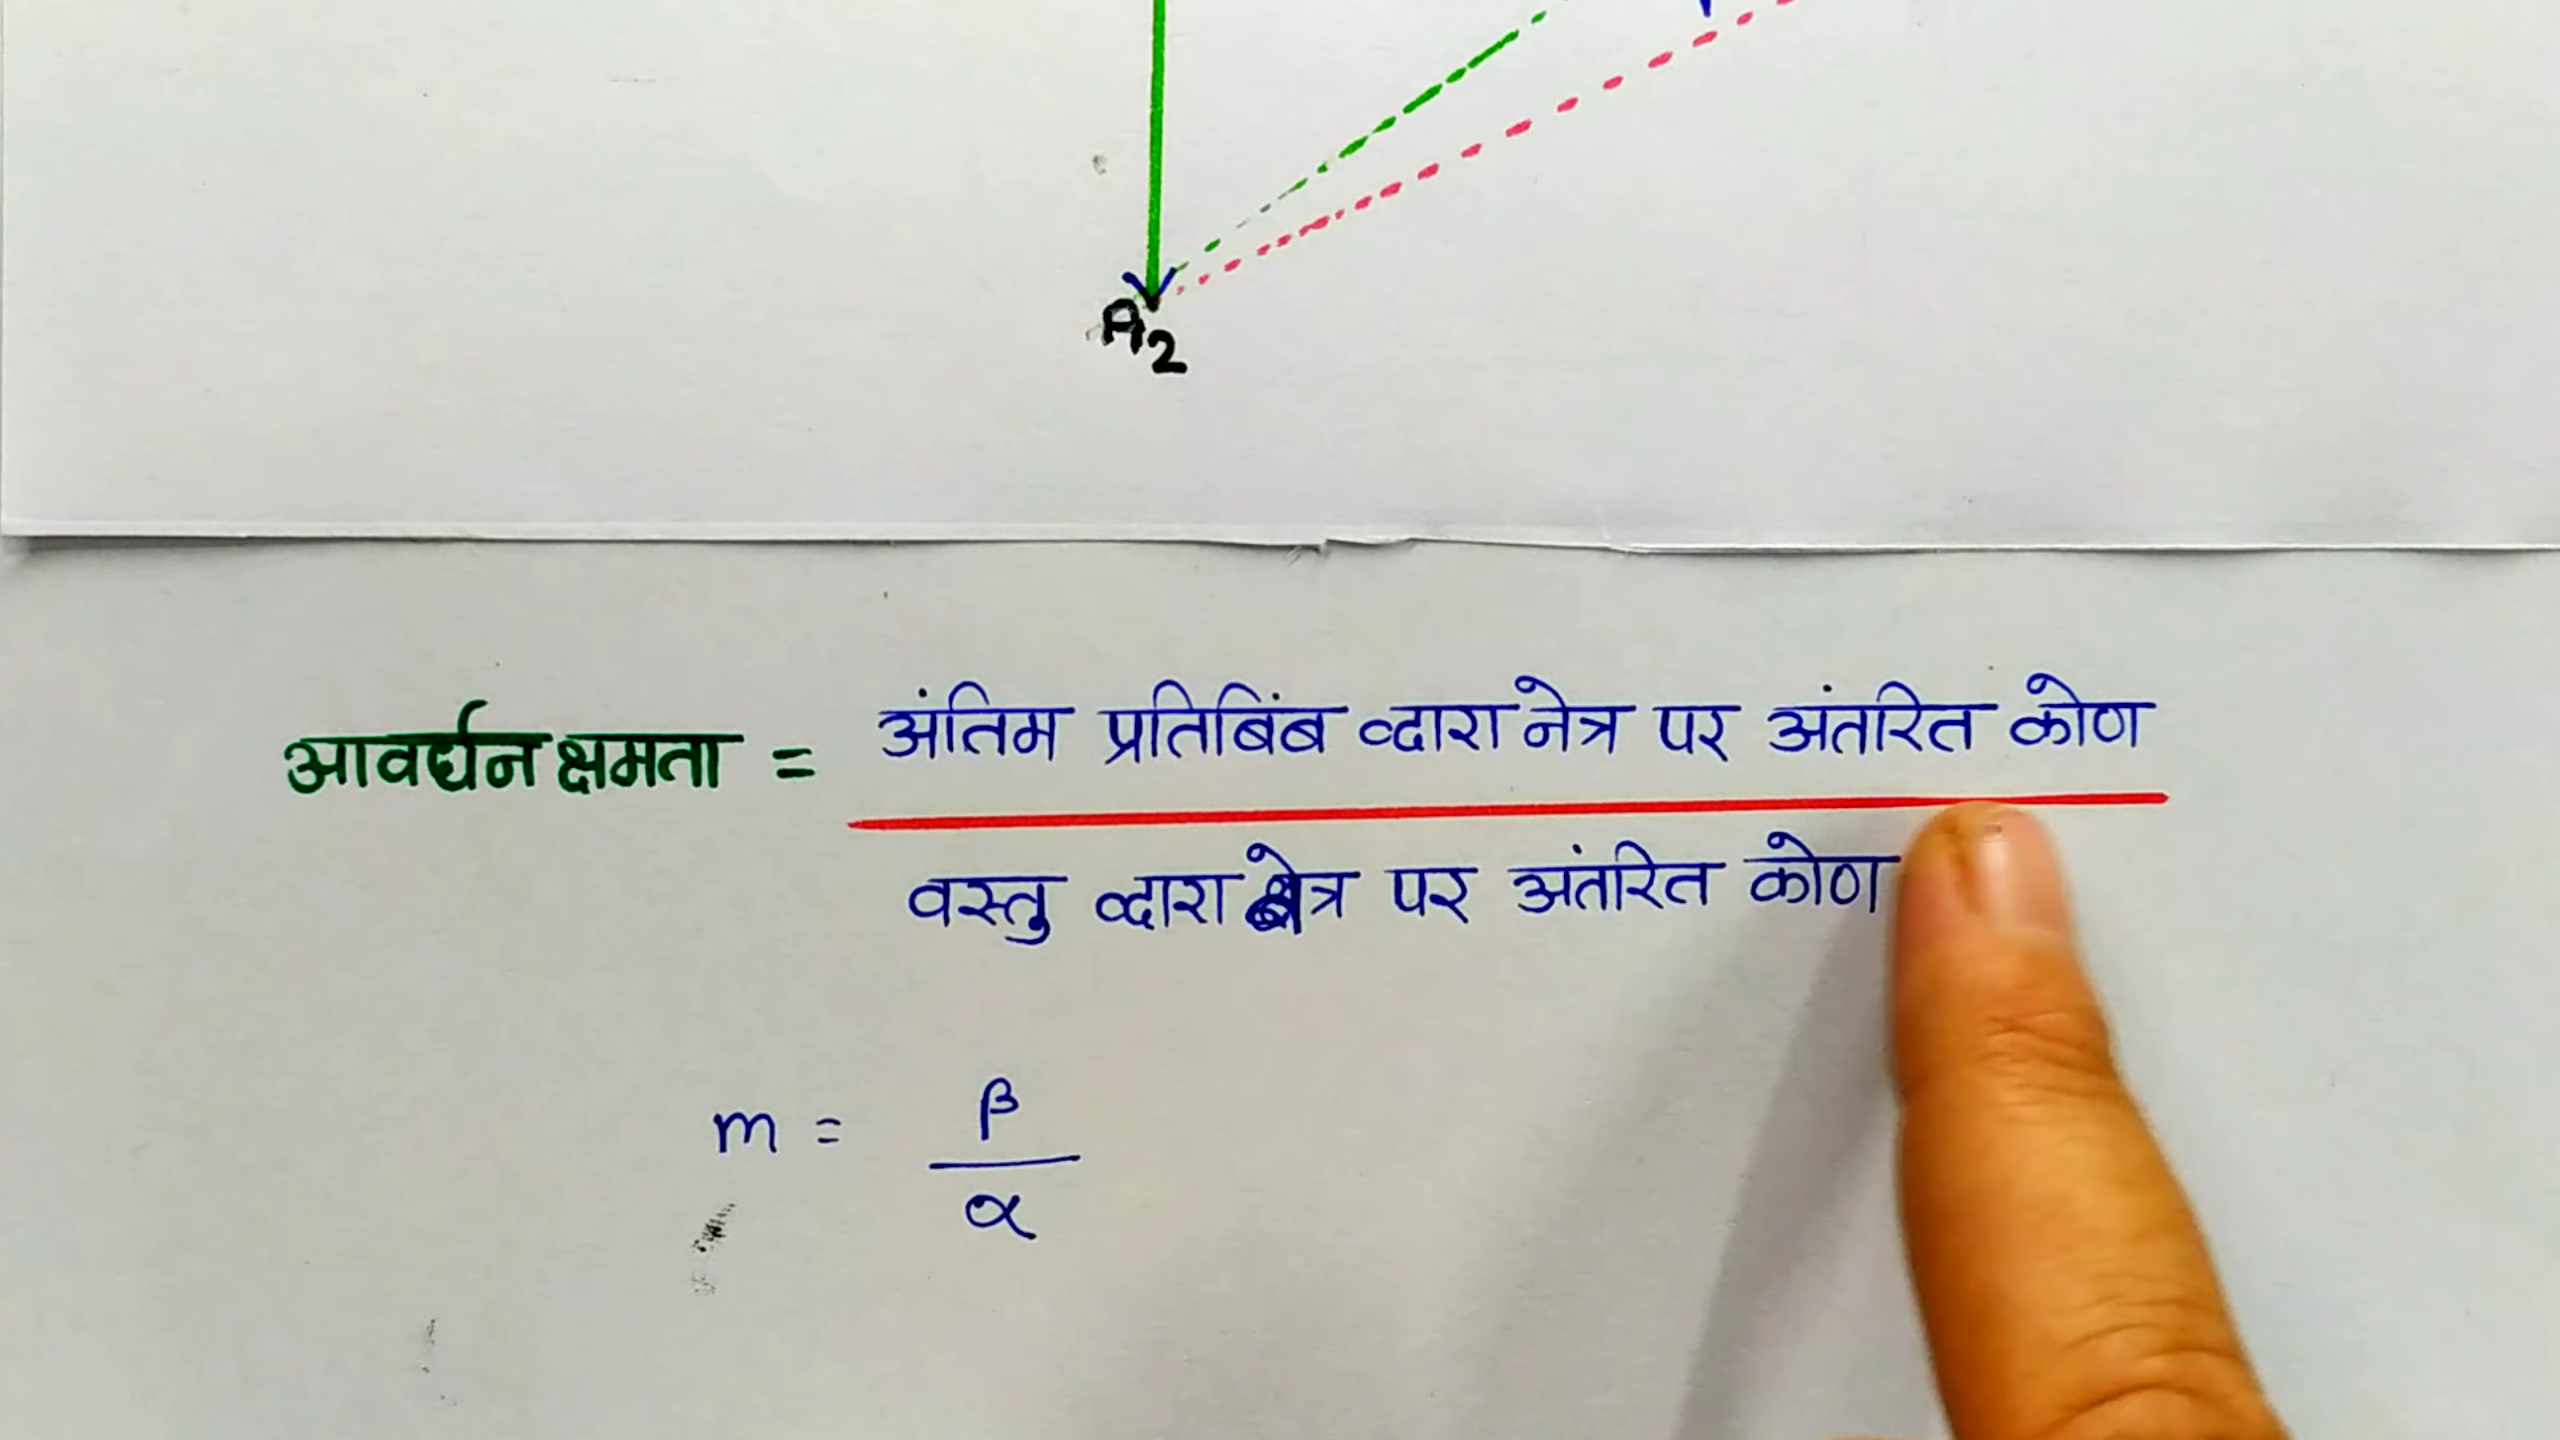 A2
आवर्धन क्षमता = अंतिम प्रतिबिंब द्वारा नेत्र पर अंतरित कोण
वस्तु द्वारा नेत्र पर अंतरित कोण
m = β
α